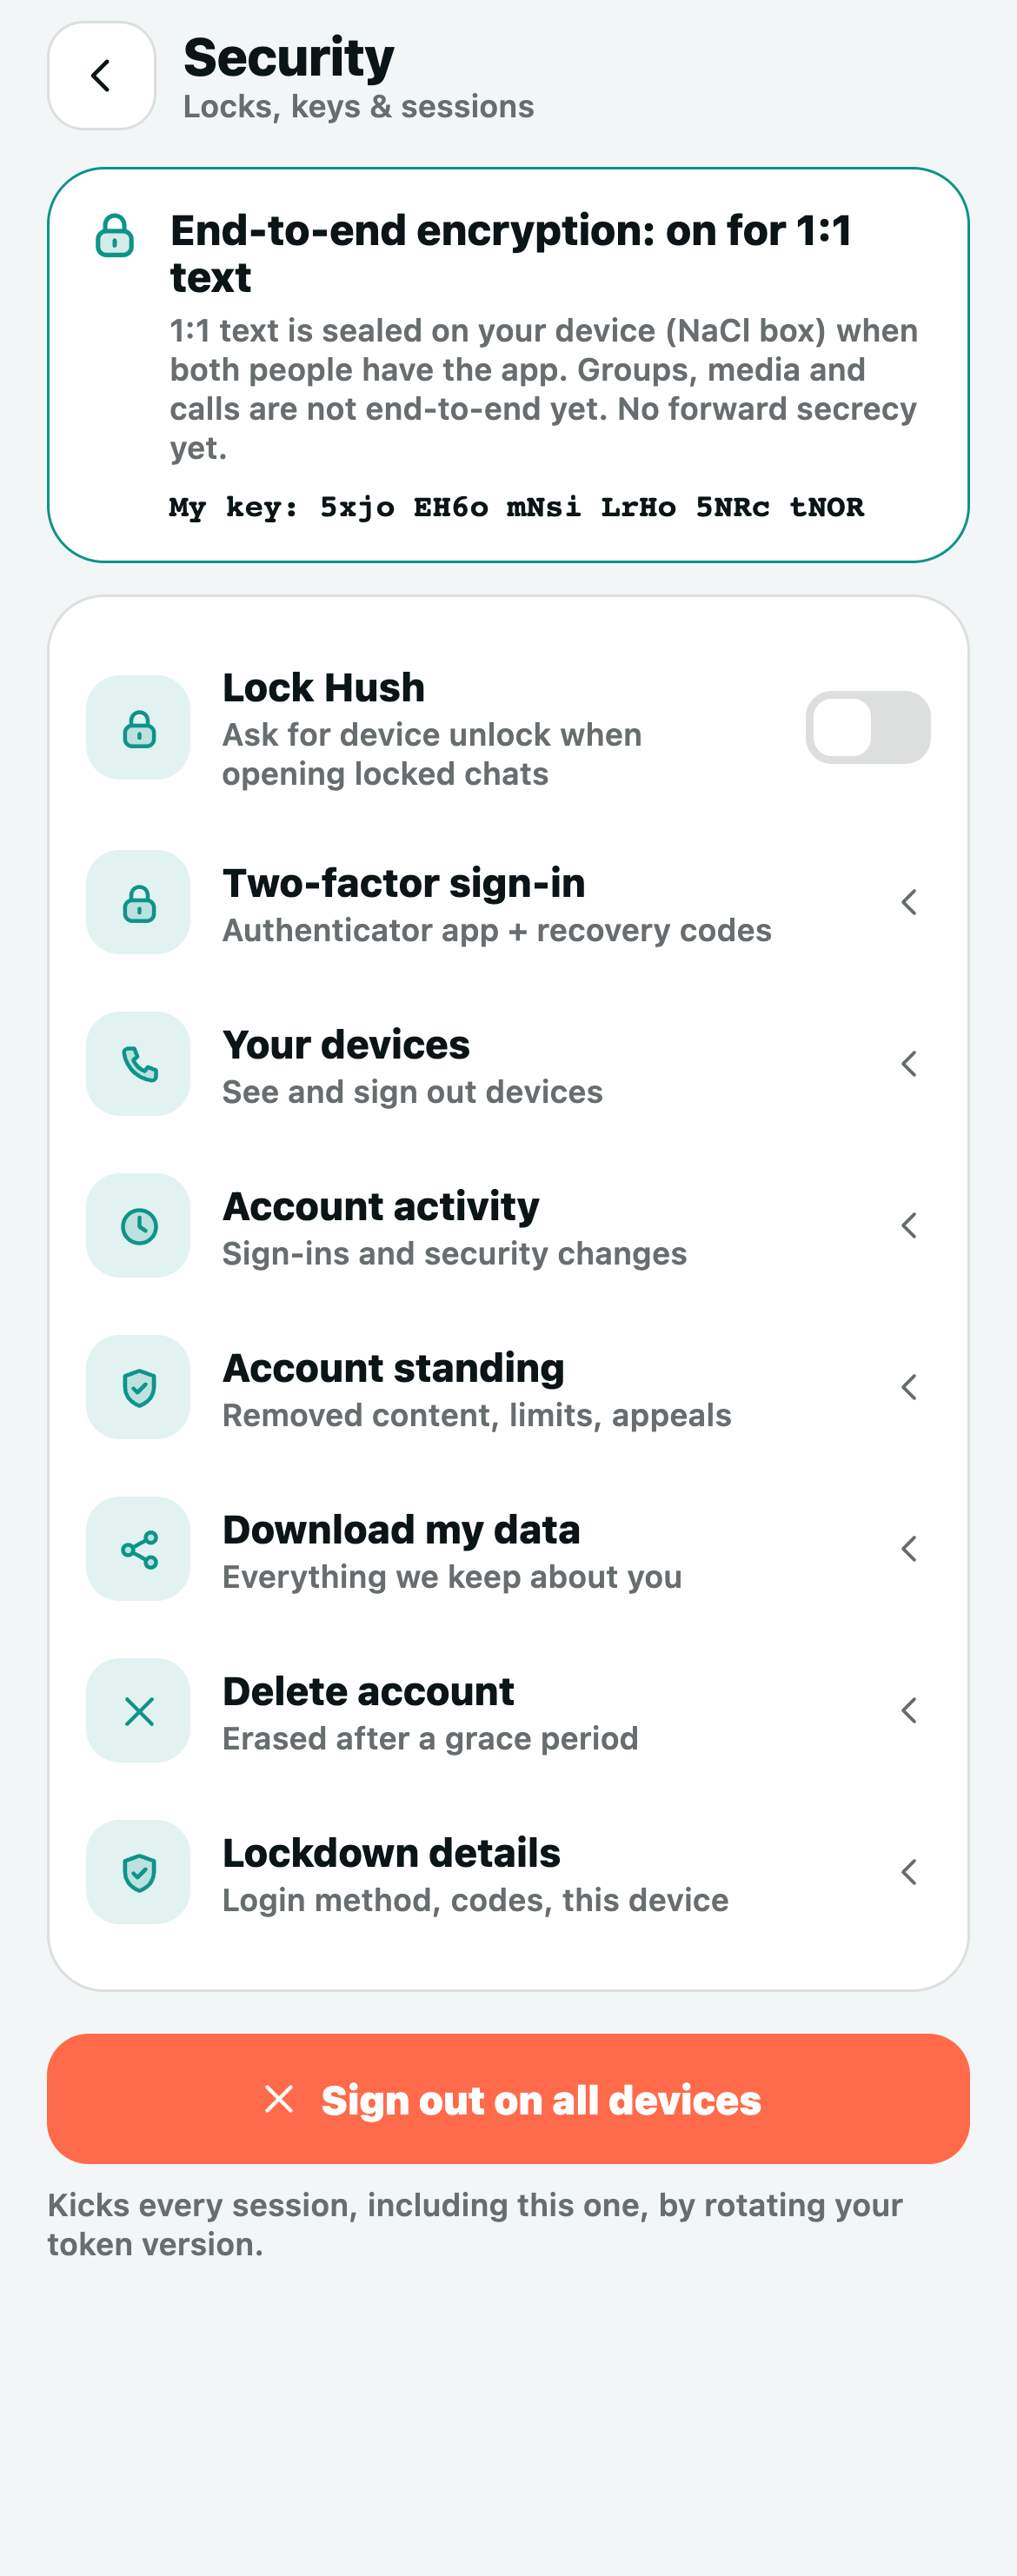 Security
Locks, keys & sessions
End-to-end encryption: on for 1:1
text
1:1 text is sealed on your device (NaCl box) when
both people have the app. Groups, media and
calls are not end-to-end yet. No forward secrecy
yet.
My key: 5xjo EH6o mNsi LrHo 5NRc tNOR
Lock Hush
Ask for device unlock when
opening locked chats
Two-factor sign-in
Authenticator app + recovery codes
Your devices
See and sign out devices
Account activity
Sign-ins and security changes
Account standing
Removed content, limits, appeals
Download my data
Everything we keep about you
Delete account
Erased after a grace period
Lockdown details
Login method, codes, this device
Sign out on all devices
Kicks every session, including this one, by rotating your
token version.